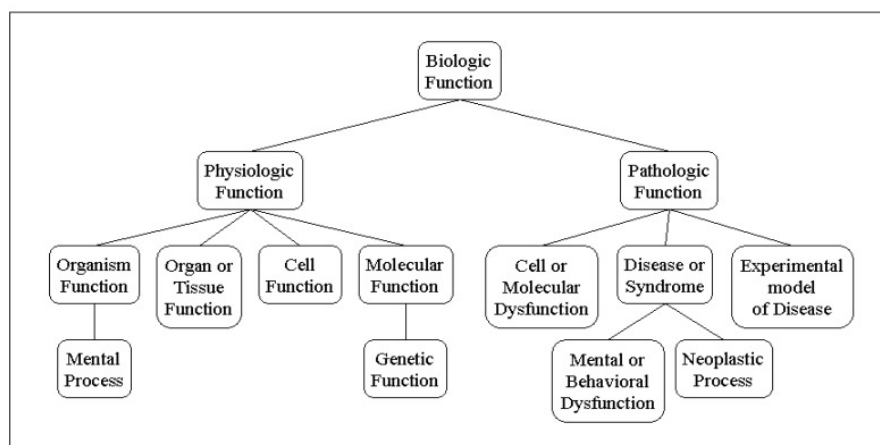 Biologic
Function
Physiologic
Function
Pathologic
Function
Organism
Function
Organ or
Tissue
Function
Cell
Function
Molecular
Function
Cell or
Molecular
Dysfunction
Disease or
Syndrome
Experimental
model
of Disease
Mental
Process
Genetic
Function
Mental or
Behavioral
Dysfunction
Neoplastic
Process